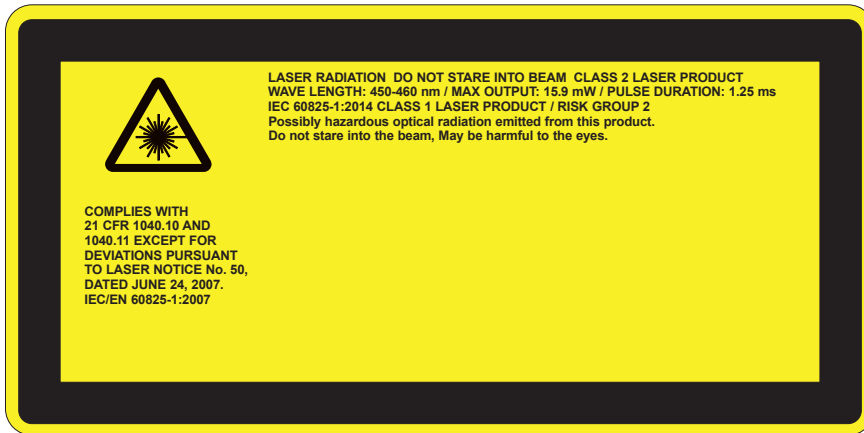 LASER RADIATION  DO NOT STARE INTO BEAM  CLASS 2 LASER PRODUCT
WAVE LENGTH: 450-460 nm / MAX OUTPUT: 15.9 mW / PULSE DURATION: 1.25 ms
IEC 60825-1:2014 CLASS 1 LASER PRODUCT / RISK GROUP 2
Possibly hazardous optical radiation emitted from this product.
Do not stare into the beam, May be harmful to the eyes.
COMPLIES WITH
21 CFR 1040.10 AND
1040.11 EXCEPT FOR
DEVIATIONS PURSUANT
TO LASER NOTICE No. 50,
DATED JUNE 24, 2007.
IEC/EN 60825-1:2007